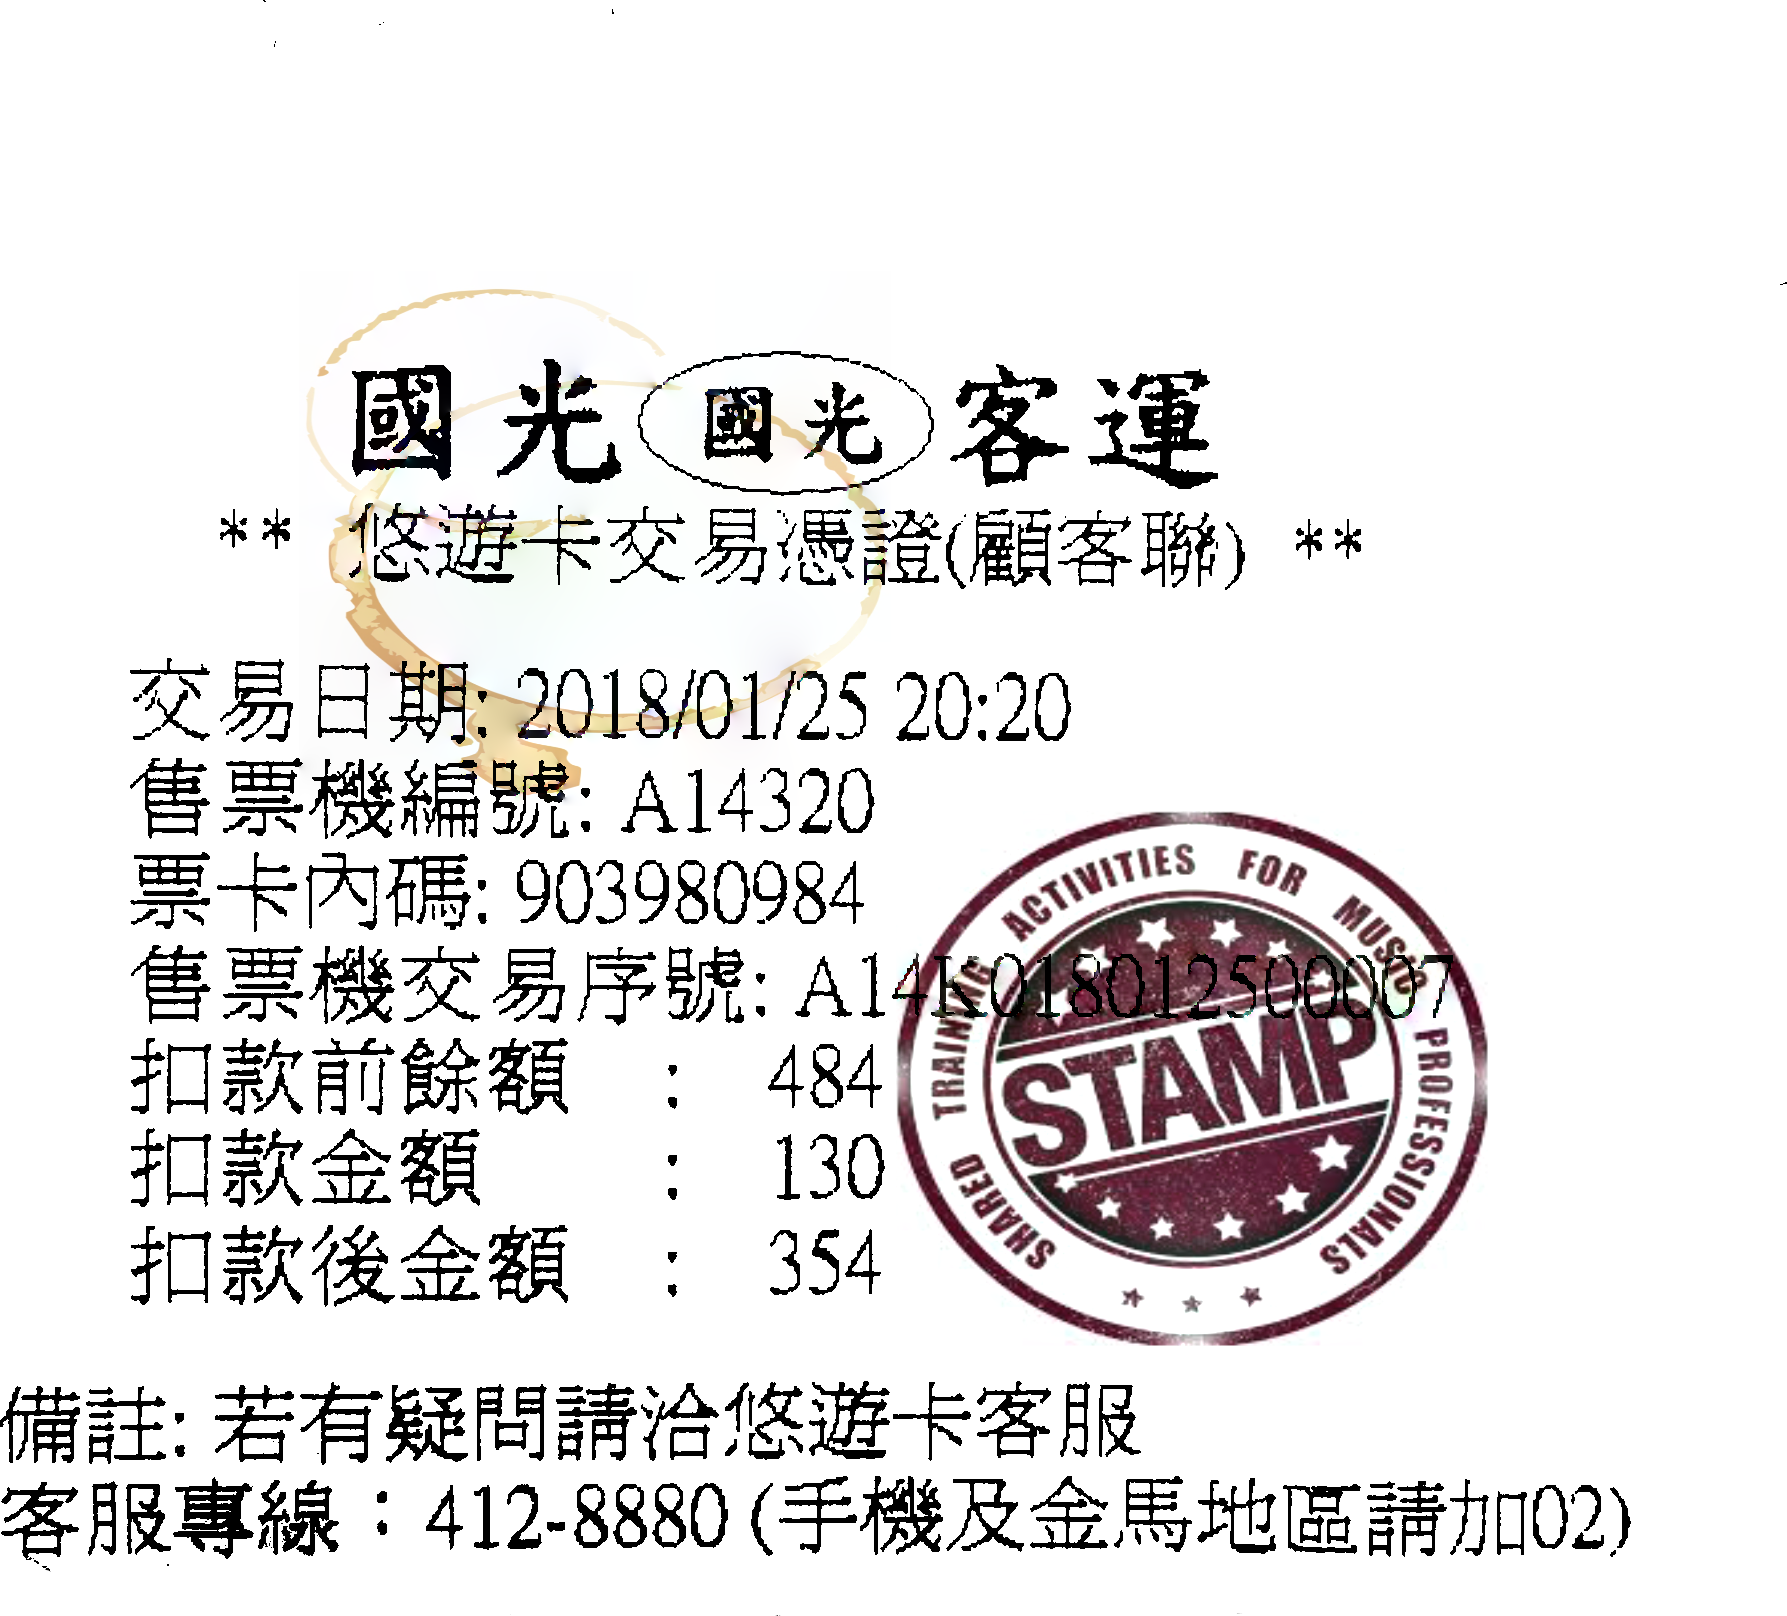 國光 國光 客運
** 悠遊卡交易憑證(顧客聯) **
交易日期: 2018/01/25 20:20
售票機編號: A14320
票卡內碼: 903980984
售票機交易序號: A14K018012500007
扣款前餘額 : 484
扣款金額 : 130
扣款後金額 : 354
SHARED TRAINING ACTIVITIES FOR MUSIC PROFESSIONALS
STAMP
備註: 若有疑問請洽悠遊卡客服
客服專線：412-8880 (手機及金馬地區請加02)